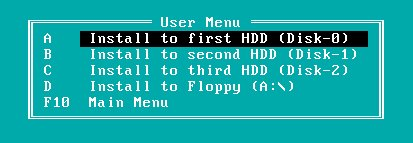 User Menu
A Install to first HDD (Disk-0)
B Install to second HDD (Disk-1)
C Install to third HDD (Disk-2)
D Install to Floppy (A:\)
F10 Main Menu